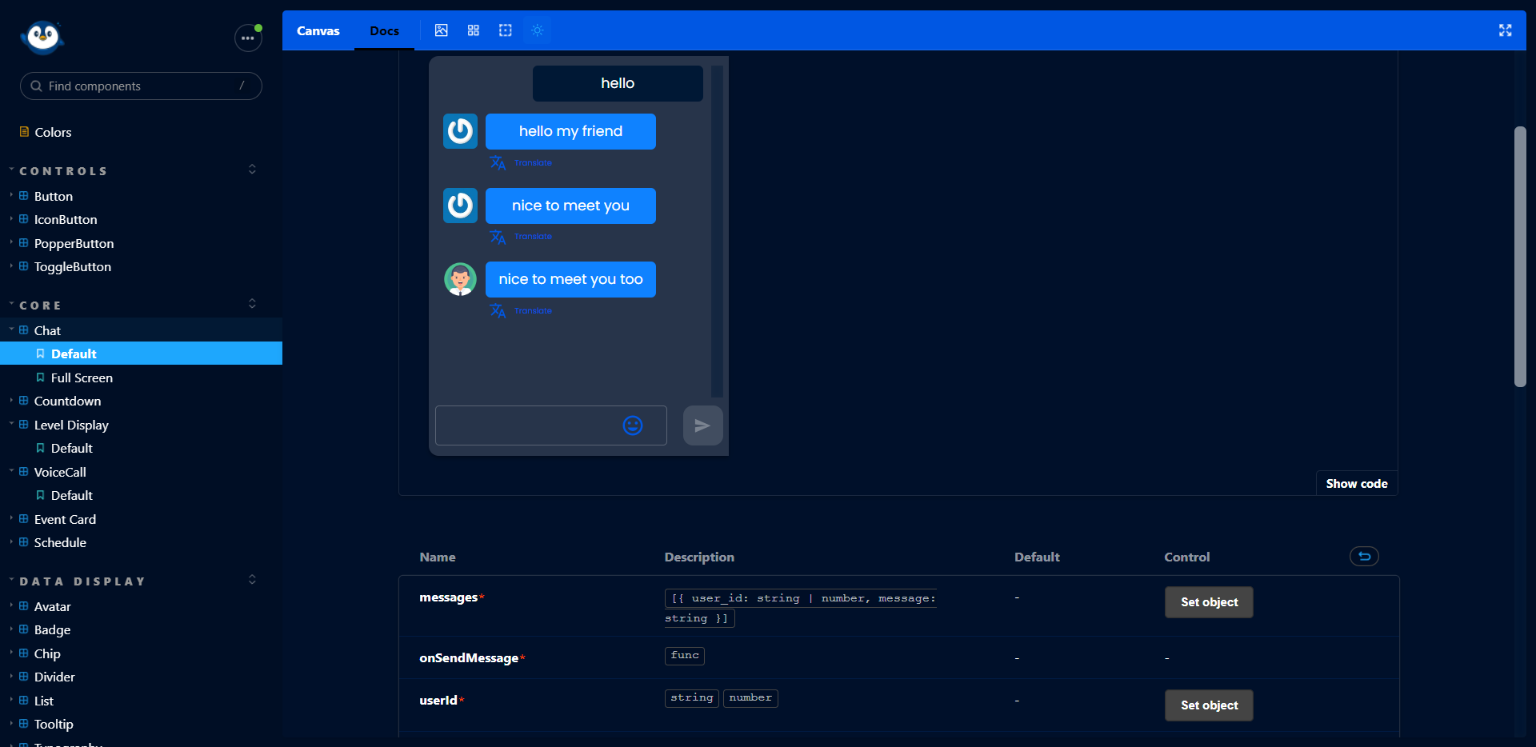 Canvas
Docs
Find components
/
Colors
CONTROLS
Button
IconButton
PopperButton
ToggleButton
CORE
Chat
Default
Full Screen
Countdown
Level Display
Default
VoiceCall
Default
Event Card
Schedule
DATA DISPLAY
Avatar
Badge
Chip
Divider
List
Tooltip
Typography
hello
hello my friend
Translate
nice to meet you
Translate
nice to meet you too
Translate
Show code
Name Description Default Control
messages* [{ user_id: string | number, message:
string }] - Set object
onSendMessage* func - -
userId* string number - Set object